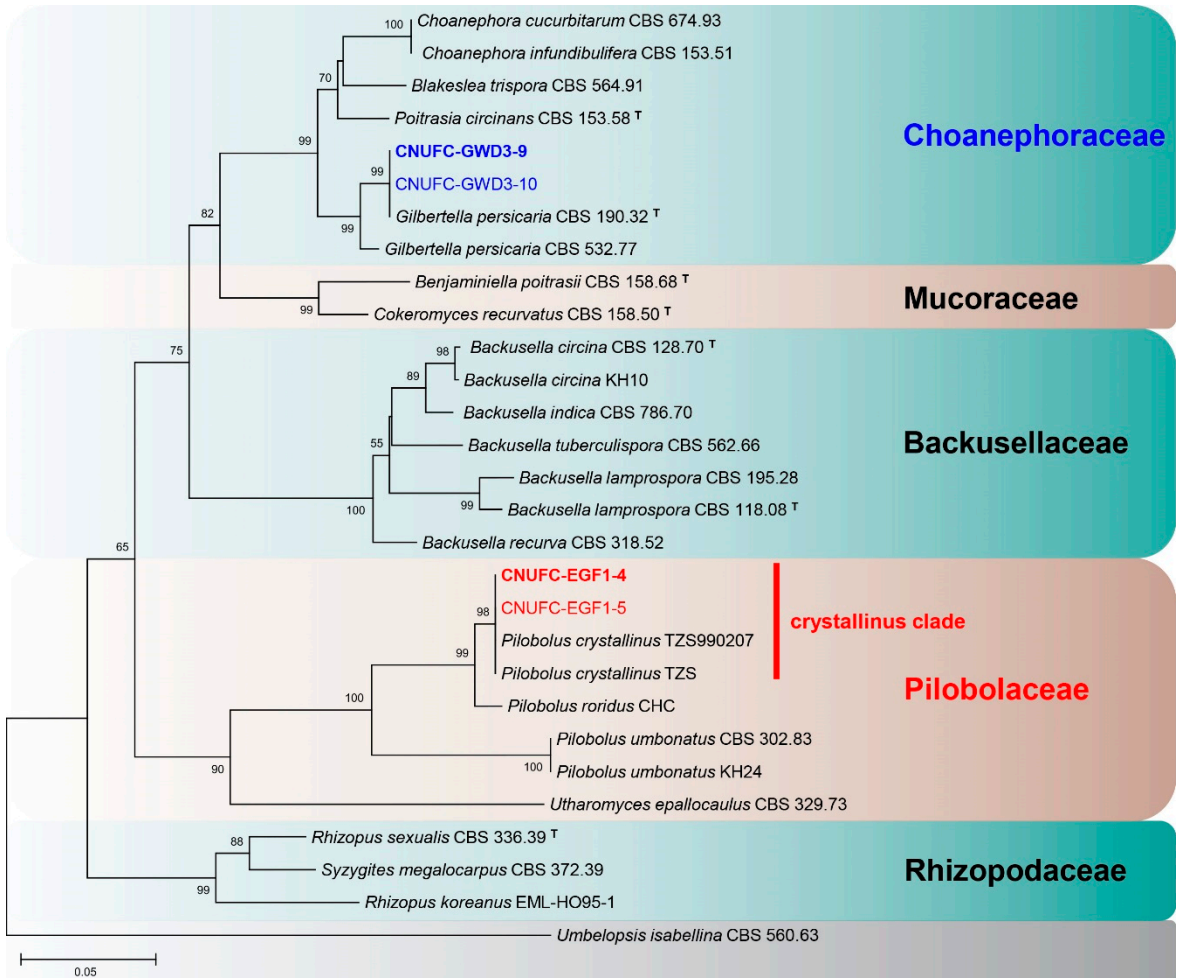 Choanephora cucurbitarum CBS 674.93
100
Choanephora infundibulifera CBS 153.51
70
Blakeslea trispora CBS 564.91
Poitrasia circinans CBS 153.58 T
Choanephoraceae
99
CNUFC-GWD3-9
99
CNUFC-GWD3-10
Gilbertella persicaria CBS 190.32 T
82
99
Gilbertella persicaria CBS 532.77
Benjaminiella poitrasii CBS 158.68 T
Mucoraceae
99
Cokeromyces recurvatus CBS 158.50 T
75
Backusella circina CBS 128.70 T
98
89
Backusella circina KH10
Backusella indica CBS 786.70
55
Backusella tuberculispora CBS 562.66
Backusellaceae
Backusella lamprospora CBS 195.28
99
Backusella lamprospora CBS 118.08 T
100
Backusella recurva CBS 318.52
65
CNUFC-EGF1-4
98
CNUFC-EGF1-5
crystallinus clade
99
Pilobolus crystallinus TZS990207
Pilobolus crystallinus TZS
Pilobolaceae
100
Pilobolus roridus CHC
Pilobolus umbonatus CBS 302.83
90
100
Pilobolus umbonatus KH24
Utharomyces epallocaulus CBS 329.73
88
Rhizopus sexualis CBS 336.39 T
Syzygites megalocarpus CBS 372.39
Rhizopodaceae
99
Rhizopus koreanus EML-HO95-1
Umbelopsis isabellina CBS 560.63
0.05